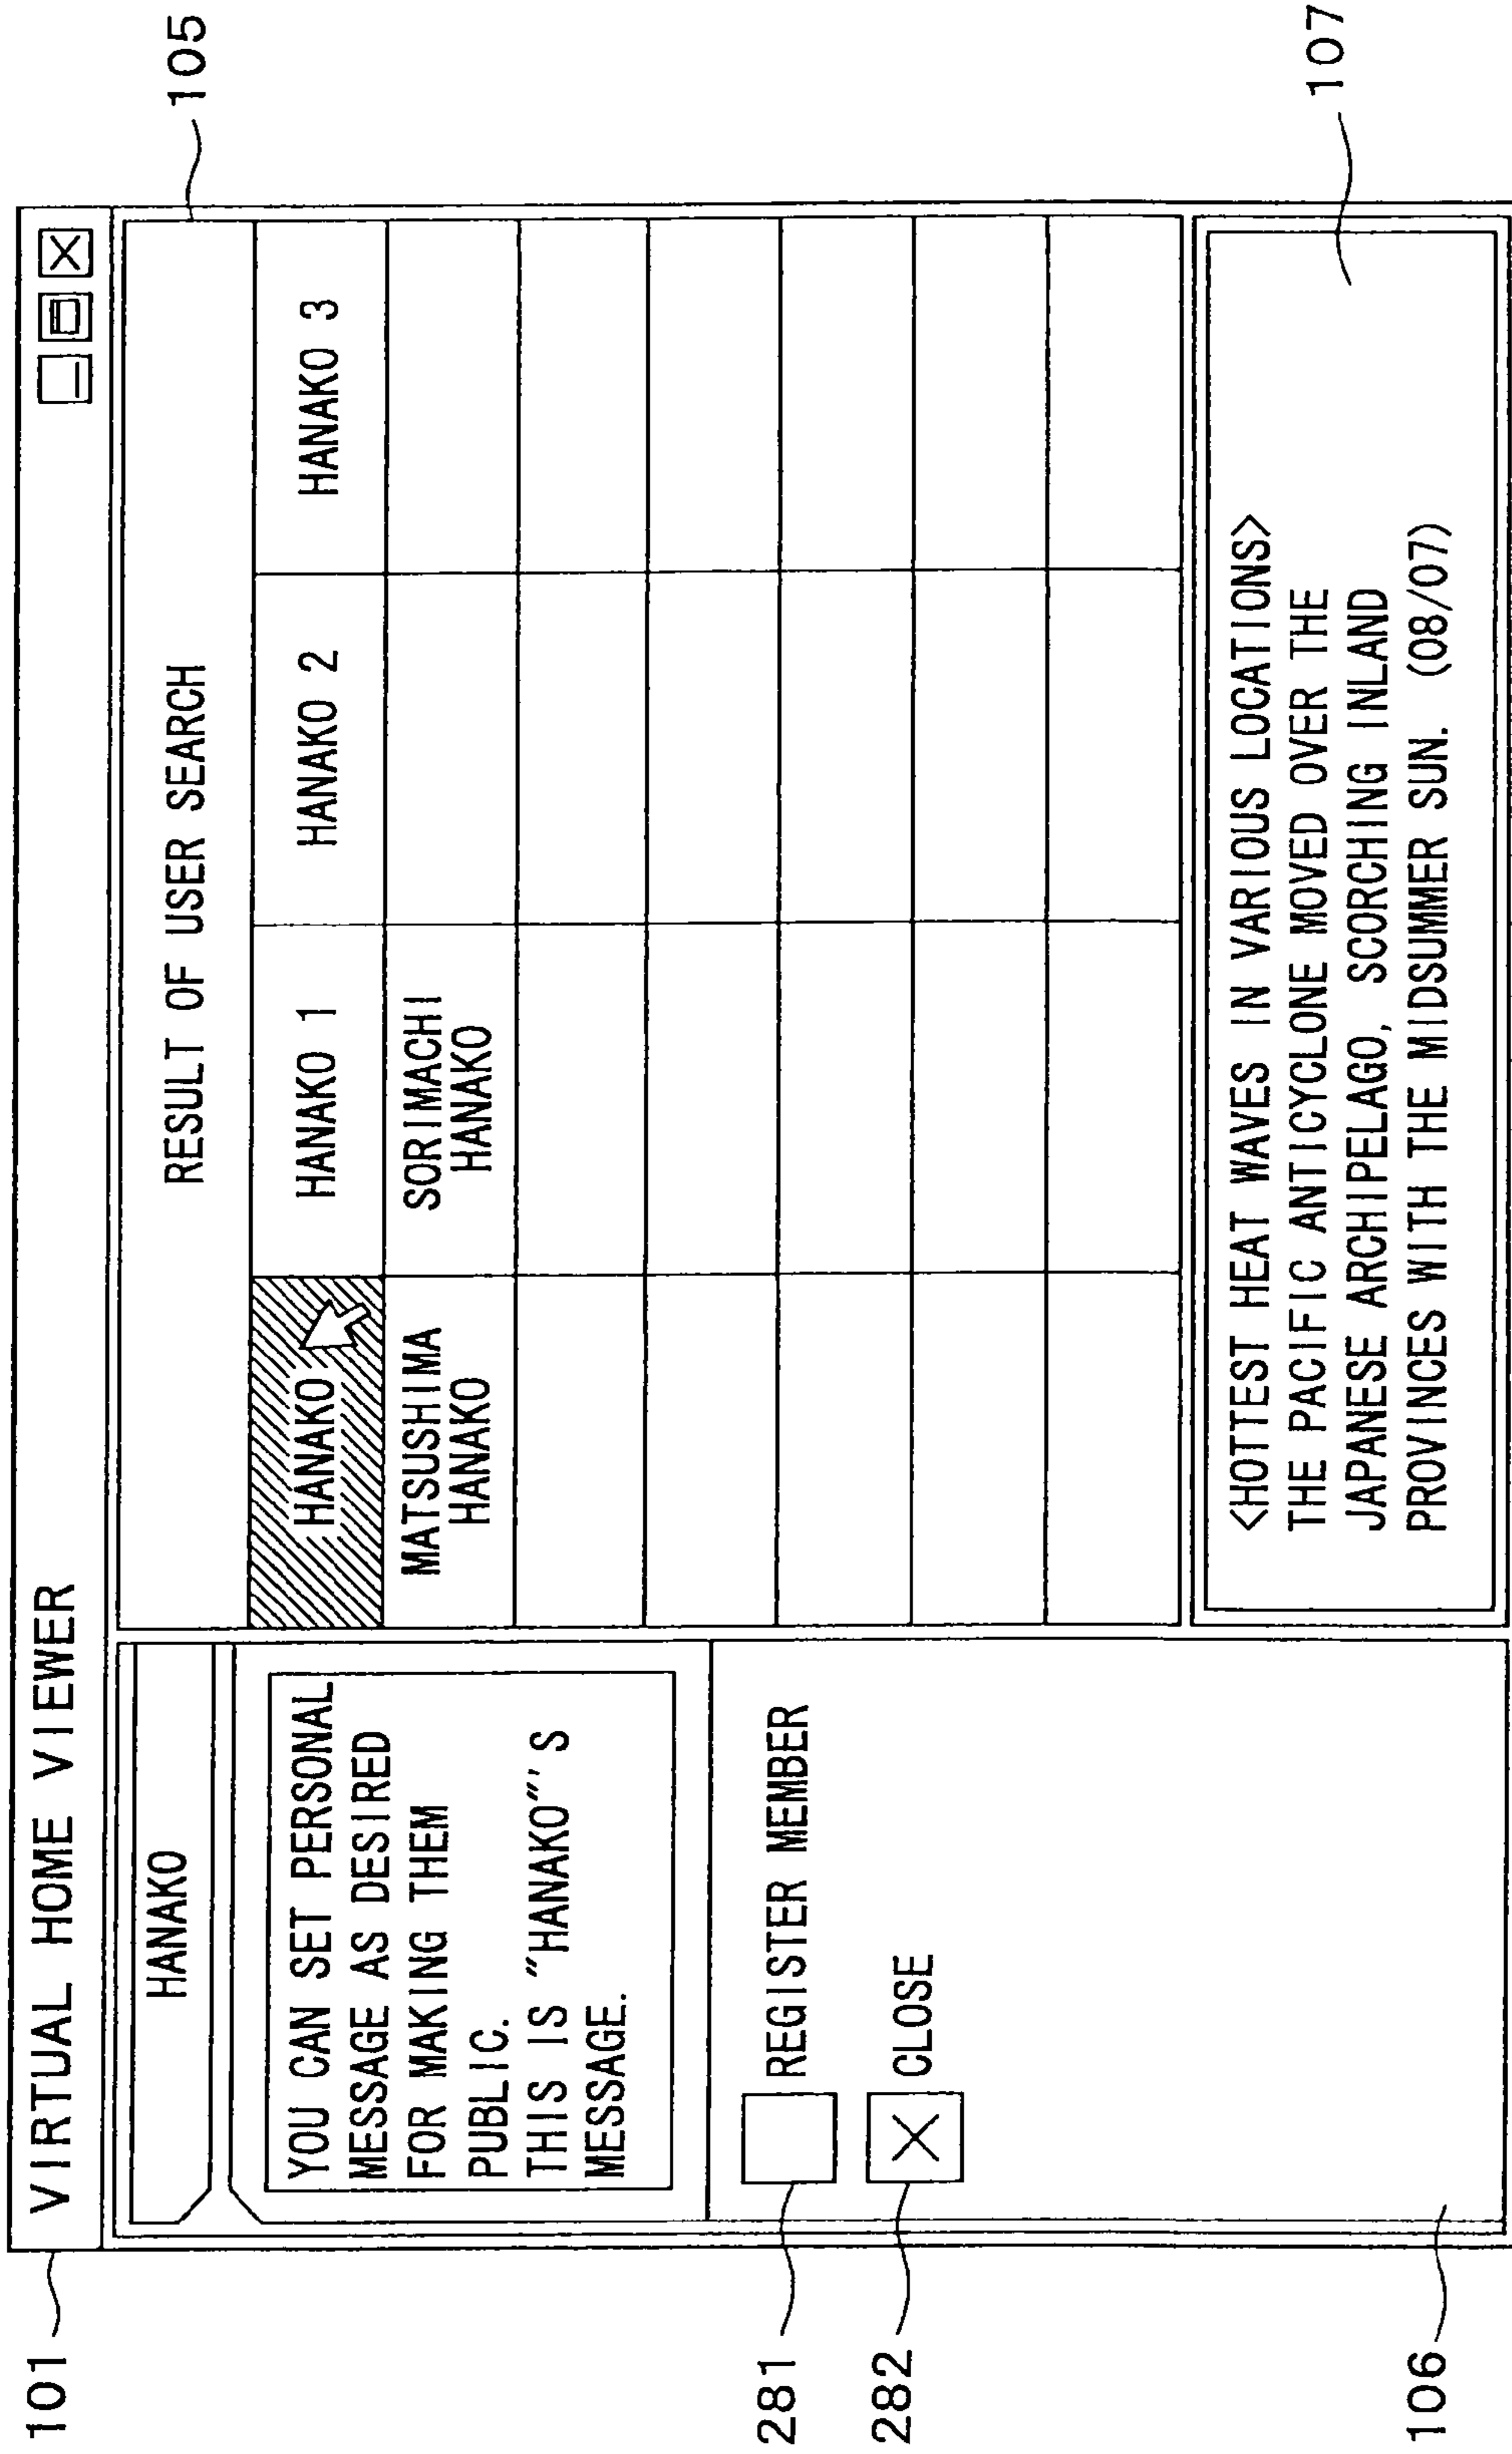 101
VIRTUAL HOME VIEWER
HANAKO
YOU CAN SET PERSONAL
MESSAGE AS DESIRED
FOR MAKING THEM
PUBLIC.
THIS IS "HANAKO"'S
MESSAGE.
281
REGISTER MEMBER
282
CLOSE
106
105
RESULT OF USER SEARCH
HANAKO
HANAKO 1
HANAKO 2
HANAKO 3
MATSUSHIMA
HANAKO
SORIMACHI
HANAKO
<HOTTEST HEAT WAVES IN VARIOUS LOCATIONS>
THE PACIFIC ANTICYCLONE MOVED OVER THE
JAPANESE ARCHIPELAGO, SCORCHING INLAND
PROVINCES WITH THE MIDSUMMER SUN. (08/07)
107